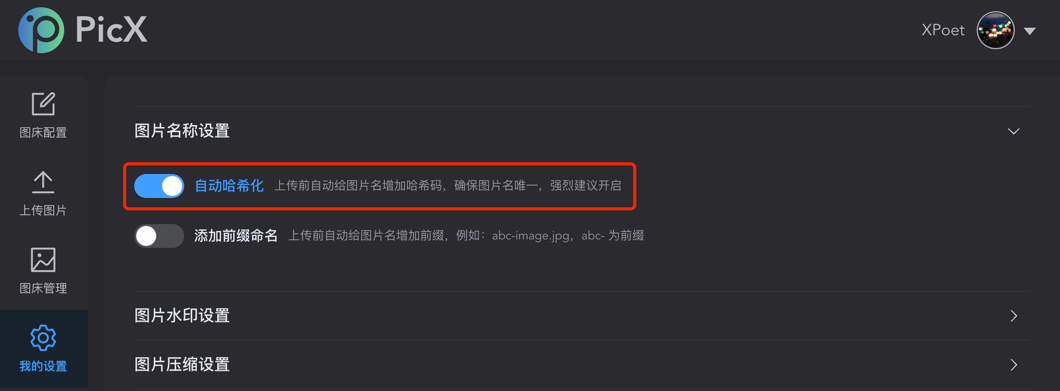 PicX
XPoet
图床配置
上传图片
图床管理
我的设置
图片名称设置
自动哈希化 上传前自动给图片名增加哈希码，确保图片名唯一，强烈建议开启
添加前缀命名 上传前自动给图片名增加前缀，例如：abc-image.jpg，abc- 为前缀
图片水印设置
图片压缩设置